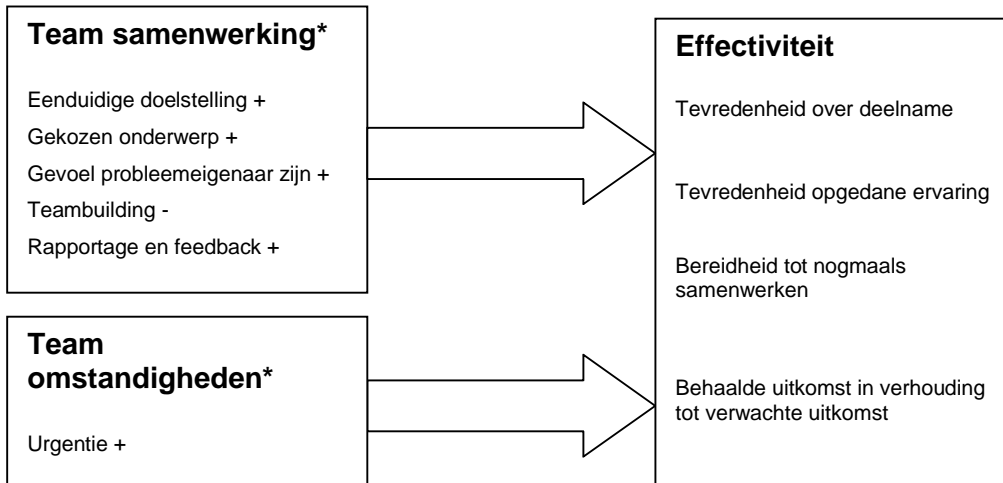 Team samenwerking*
Eenduidige doelstelling +
Gekozen onderwerp +
Gevoel probleemeigenaar zijn +
Teambuilding -
Rapportage en feedback +
Team
omstandigheden*
Urgentie +
Effectiviteit
Tevredenheid over deelname
Tevredenheid opgedane ervaring
Bereidheid tot nogmaals
samenwerken
Behaalde uitkomst in verhouding
tot verwachte uitkomst